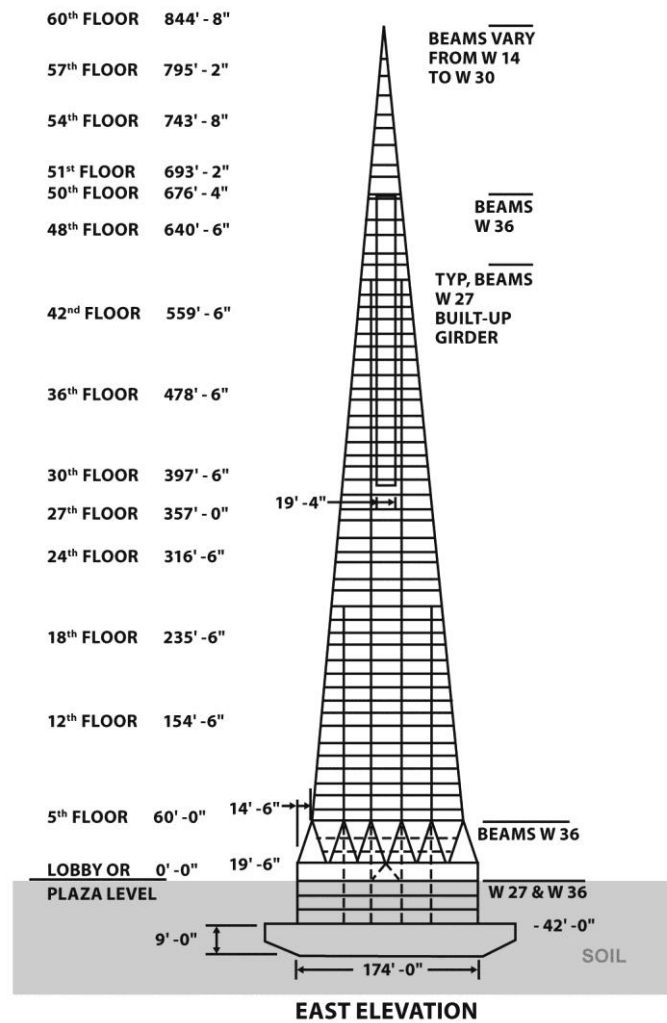 60th FLOOR 844' - 8"
BEAMS VARY
FROM W 14
TO W 30
57th FLOOR 795' - 2"
54th FLOOR 743' - 8"
51st FLOOR 693' - 2"
50th FLOOR 676' - 4"
BEAMS
W 36
48th FLOOR 640' - 6"
TYP, BEAMS
W 27
BUILT-UP
GIRDER
42nd FLOOR 559' - 6"
36th FLOOR 478' - 6"
30th FLOOR 397' - 6"
19' -4"
27th FLOOR 357' - 0"
24th FLOOR 316' - 6"
18th FLOOR 235' - 6"
12th FLOOR 154' - 6"
14' -6"
5th FLOOR 60' -0"
BEAMS W 36
19' -6"
LOBBY OR 0' -0"
PLAZA LEVEL
W 27 & W 36
- 42' -0"
9' -0"
SOIL
174' -0"
EAST ELEVATION